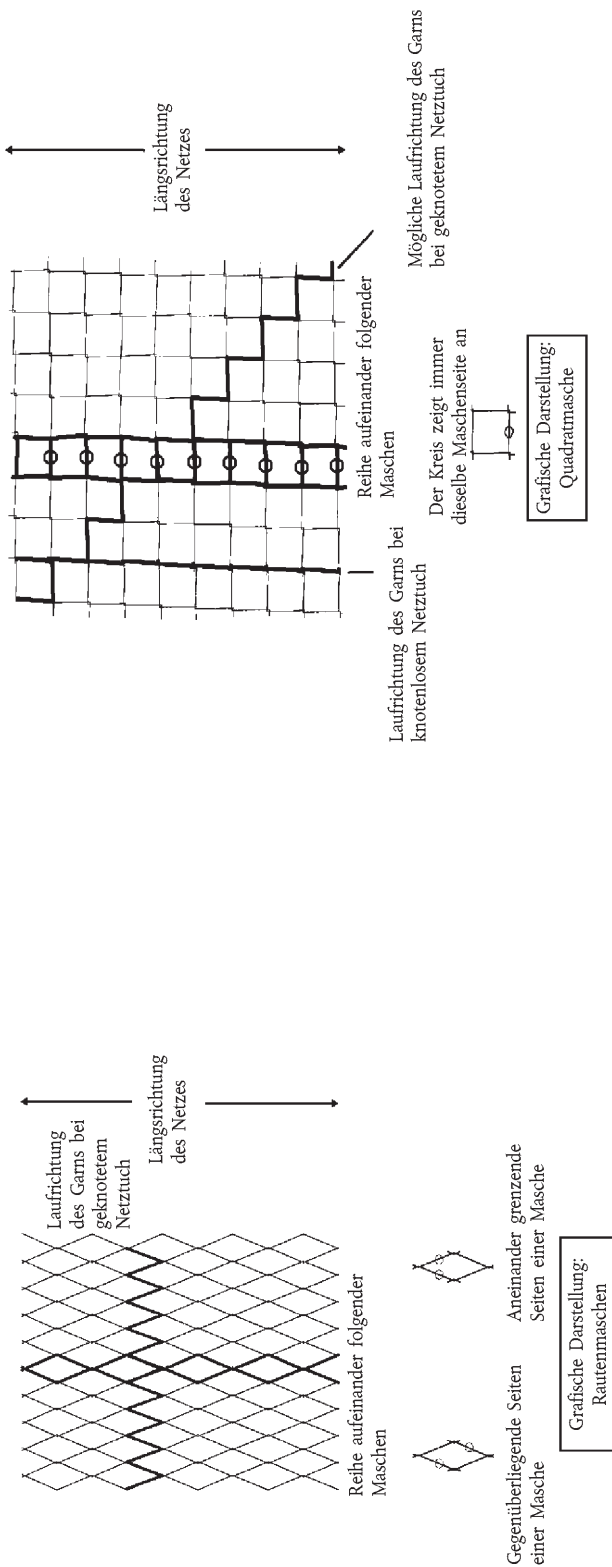 Laufrichtung
des Garns bei
geknotetem
Netztuch
Längsrichtung
des Netzes
Reihe aufeinander folgender
Maschen
Gegenüberliegende Seiten
einer Masche
Aneinander grenzende
Seiten einer Masche
Grafische Darstellung:
Rautenmaschen
Längsrichtung
des Netzes
Laufrichtung des Garns bei
knotenlosem Netztuch
Reihe aufeinander folgender
Maschen
Mögliche Laufrichtung des Garns
bei geknotetem Netztuch
Der Kreis zeigt immer
dieselbe Maschenseite an
Grafische Darstellung:
Quadratmasche